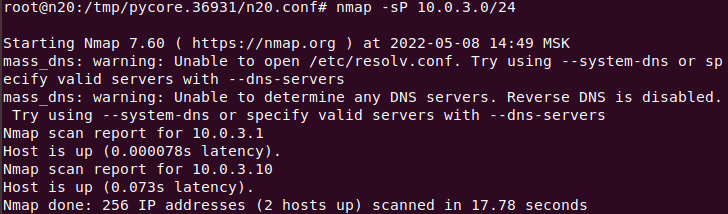 root@n20:/tmp/pycore.36931/n20.conf# nmap -sP 10.0.3.0/24
Starting Nmap 7.60 ( https://nmap.org ) at 2022-05-08 14:49 MSK
mass_dns: warning: Unable to open /etc/resolv.conf. Try using --system-dns or sp
ecify valid servers with --dns-servers
mass_dns: warning: Unable to determine any DNS servers. Reverse DNS is disabled.
 Try using --system-dns or specify valid servers with --dns-servers
Nmap scan report for 10.0.3.1
Host is up (0.000078s latency).
Nmap scan report for 10.0.3.10
Host is up (0.073s latency).
Nmap done: 256 IP addresses (2 hosts up) scanned in 17.78 seconds